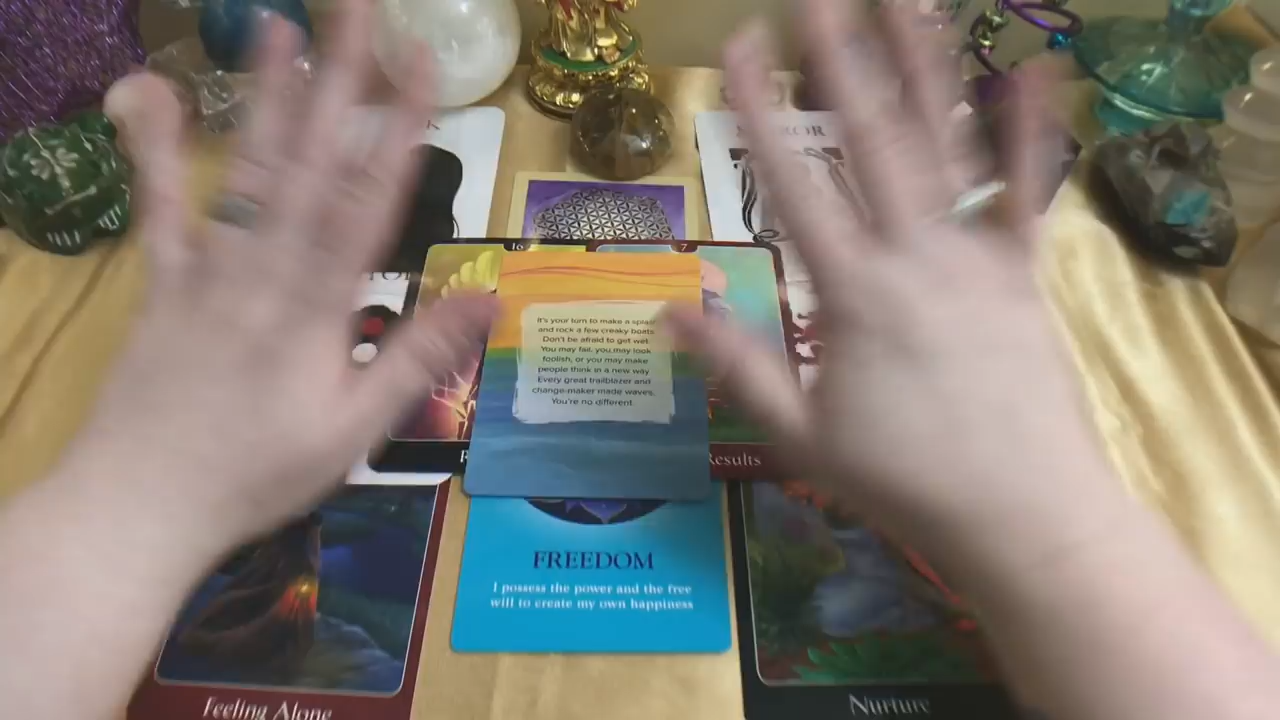 16
7
It's your turn to make a splash
and rock a few creaky boats.
Don't be afraid to get wet.
You may fail, you may look
foolish, or you may make
people think in a new way.
Every great trailblazer and
change-maker made waves.
You're no different.
Results
FREEDOM
I possess the power and the free
will to create my own happiness
Feeling Alone
Nurture